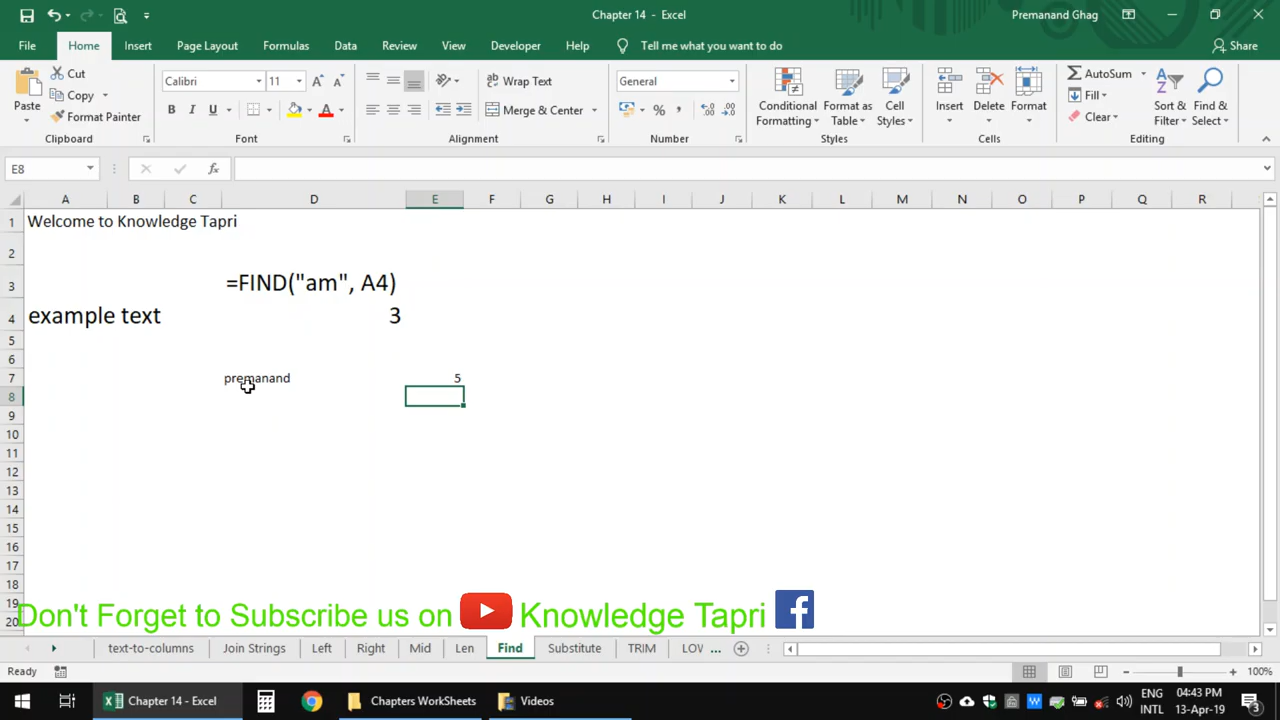 Chapter 14 - Excel
Premanand Ghag
File Home Insert Page Layout Formulas Data Review View Developer Help Tell me what you want to do Share
Paste Cut Copy Format Painter
Calibri 11
B I U
Wrap Text
Merge & Center
General
% ,
Conditional Formatting
Format as Table
Cell Styles
Insert Delete Format
AutoSum
Fill
Clear
Sort & Filter
Find & Select
Clipboard Font Alignment Number Styles Cells Editing
E8 fx
A B C D E F G H I J K L M N O P Q R
1 Welcome to Knowledge Tapri
2
3 =FIND("am", A4)
4 example text 3
5
6
7 premanand 5
8
9
10
11
12
13
14
15
16
17
18
19
20
Don't Forget to Subscribe us on Knowledge Tapri f
text-to-columns Join Strings Left Right Mid Len Find Substitute TRIM LOV ...
Ready 100%
Chapter 14 - Excel Chapters WorkSheets Videos
ENG INTL
04:43 PM
13-Apr-19
3